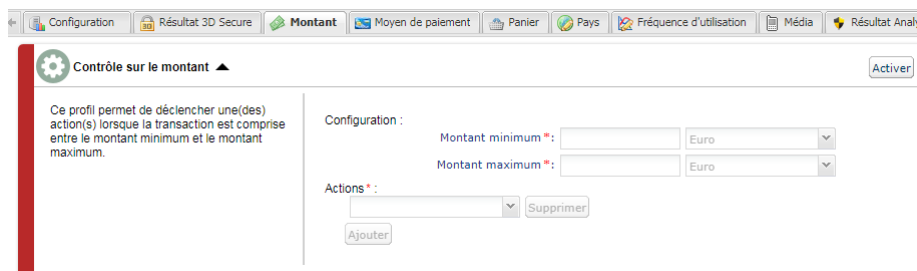 Configuration Résultat 3D Secure Montant Moyen de paiement Panier Pays Fréquence d'utilisation Média Résultat Analy
Contrôle sur le montant Activer
Ce profil permet de déclencher une(des)
action(s) lorsque la transaction est comprise
entre le montant minimum et le montant
maximum.
Configuration :
Montant minimum *: Euro
Montant maximum *: Euro
Actions * :
Supprimer
Ajouter